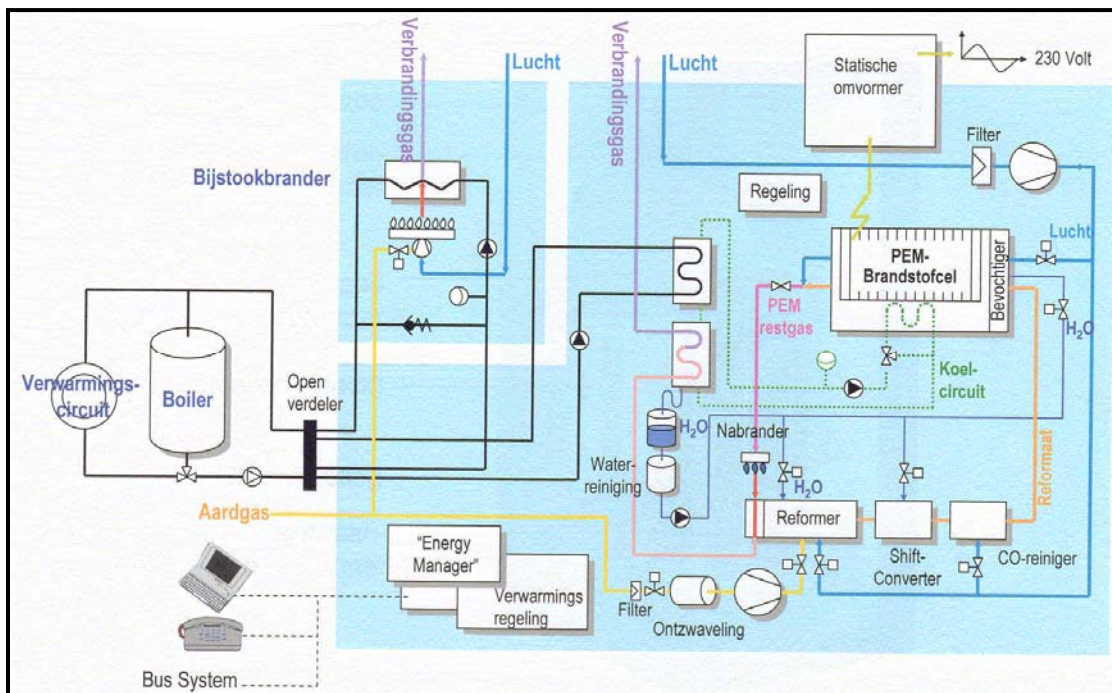 Verbrandingsgas
Lucht
Verbrandingsgas
Lucht
Statische
omvormer
230 Volt
Filter
Bijstookbrander
Regeling
Lucht
PEM-
Brandstofcel
Bevochtiger
PEM
restgas
H₂O
Koel-
circuit
Verwarmings-
circuit
Boiler
Open
verdeler
H₂O
Nabrander
Water-
reiniging
H₂O
Reformaat
Aardgas
Reformer
Shift-
Converter
CO-reiniger
"Energy
Manager"
Verwarmings
regeling
Filter
Ontzwaveling
Bus System